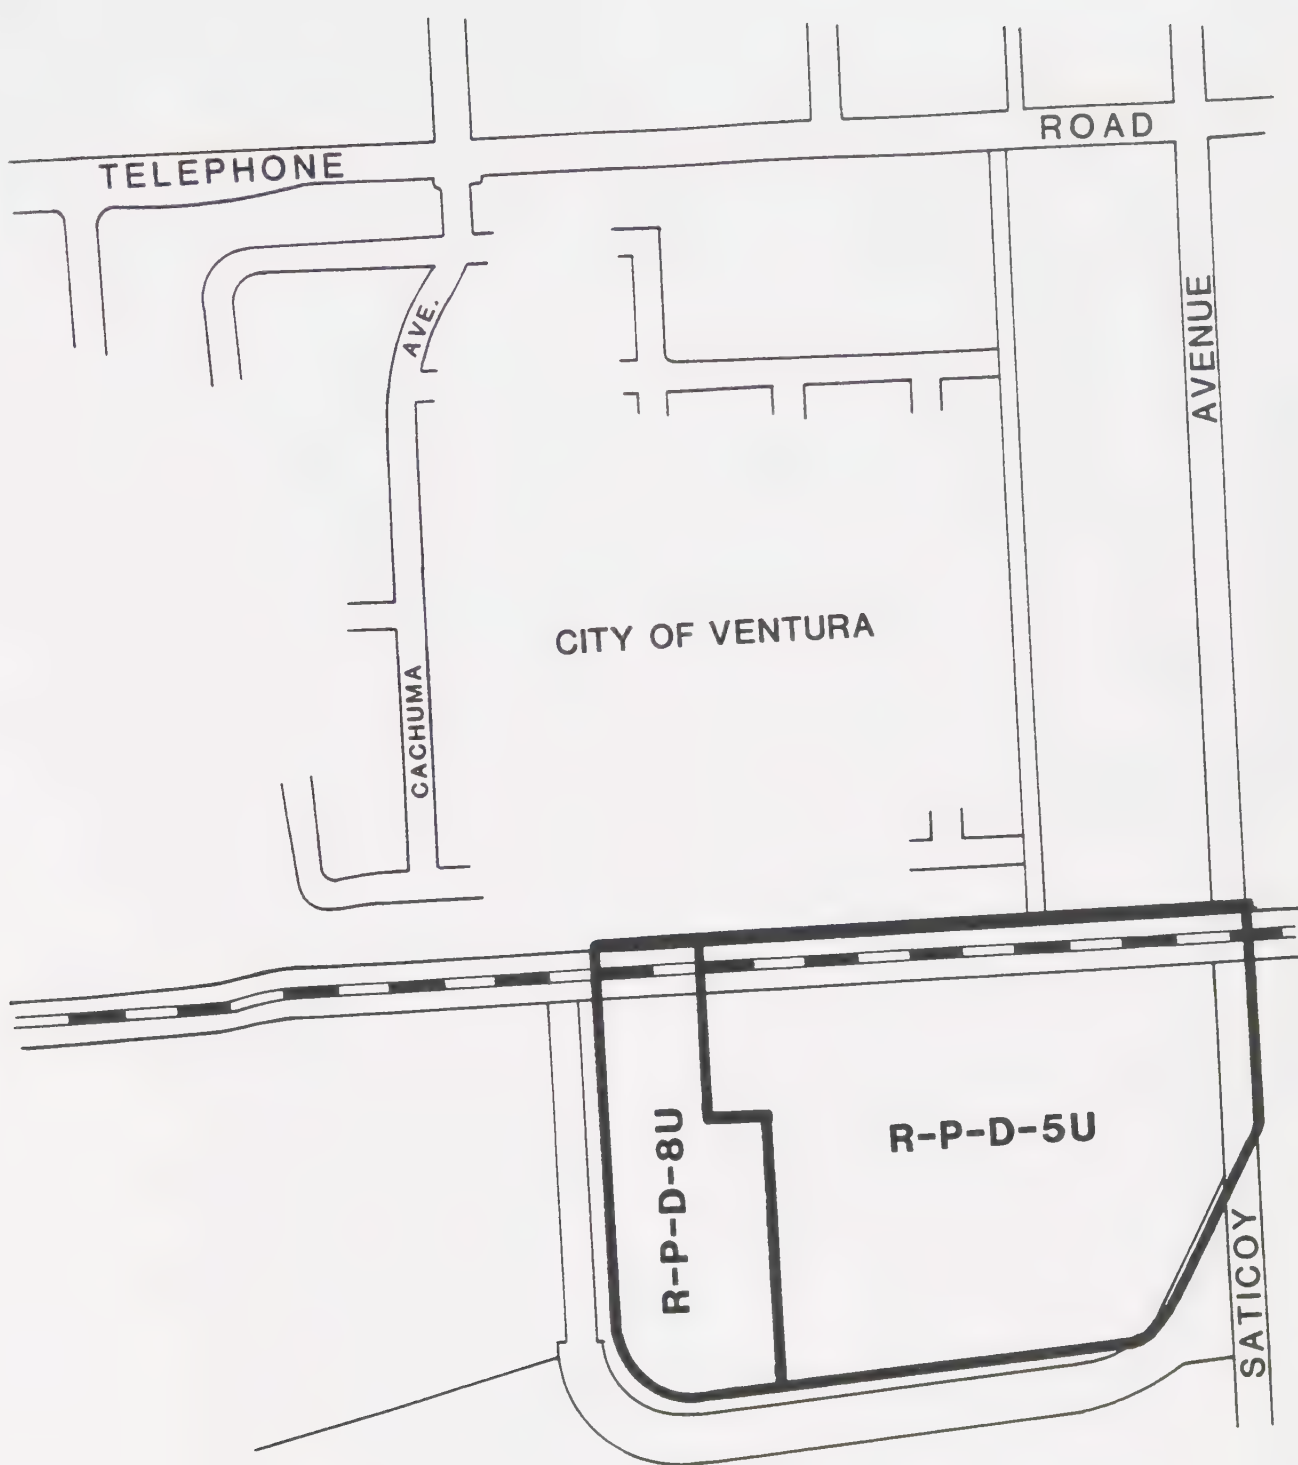 TELEPHONE ROAD
AVE.
AVENUE
CITY OF VENTURA
CACHUMA
R-P-D-8U
R-P-D-5U
SATICOY